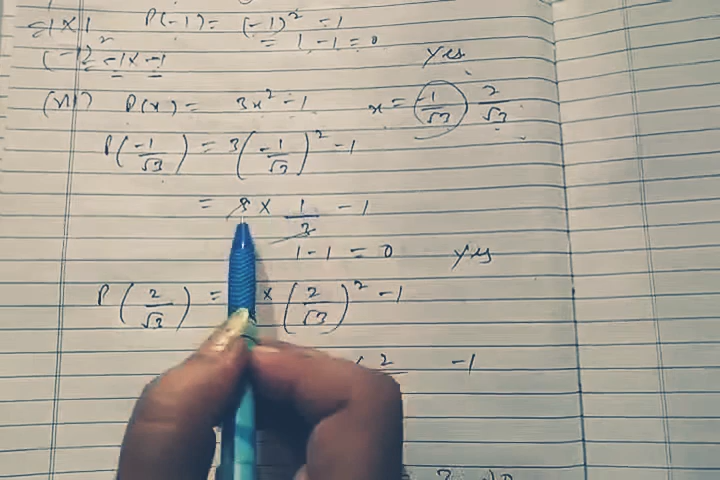 P(-1) = (-1)² - 1
= 1, -1 = 0
(-1)² = -1 x -1
Yes
P(x) = 3x² - 1 x = -1/√3, 2/√3
P(-1/√3) = 3(-1/√3)² - 1
= 3 x 1/3 - 1
1 - 1 = 0 yes
P(2/√3) = x (2/√3)² - 1
2 -1